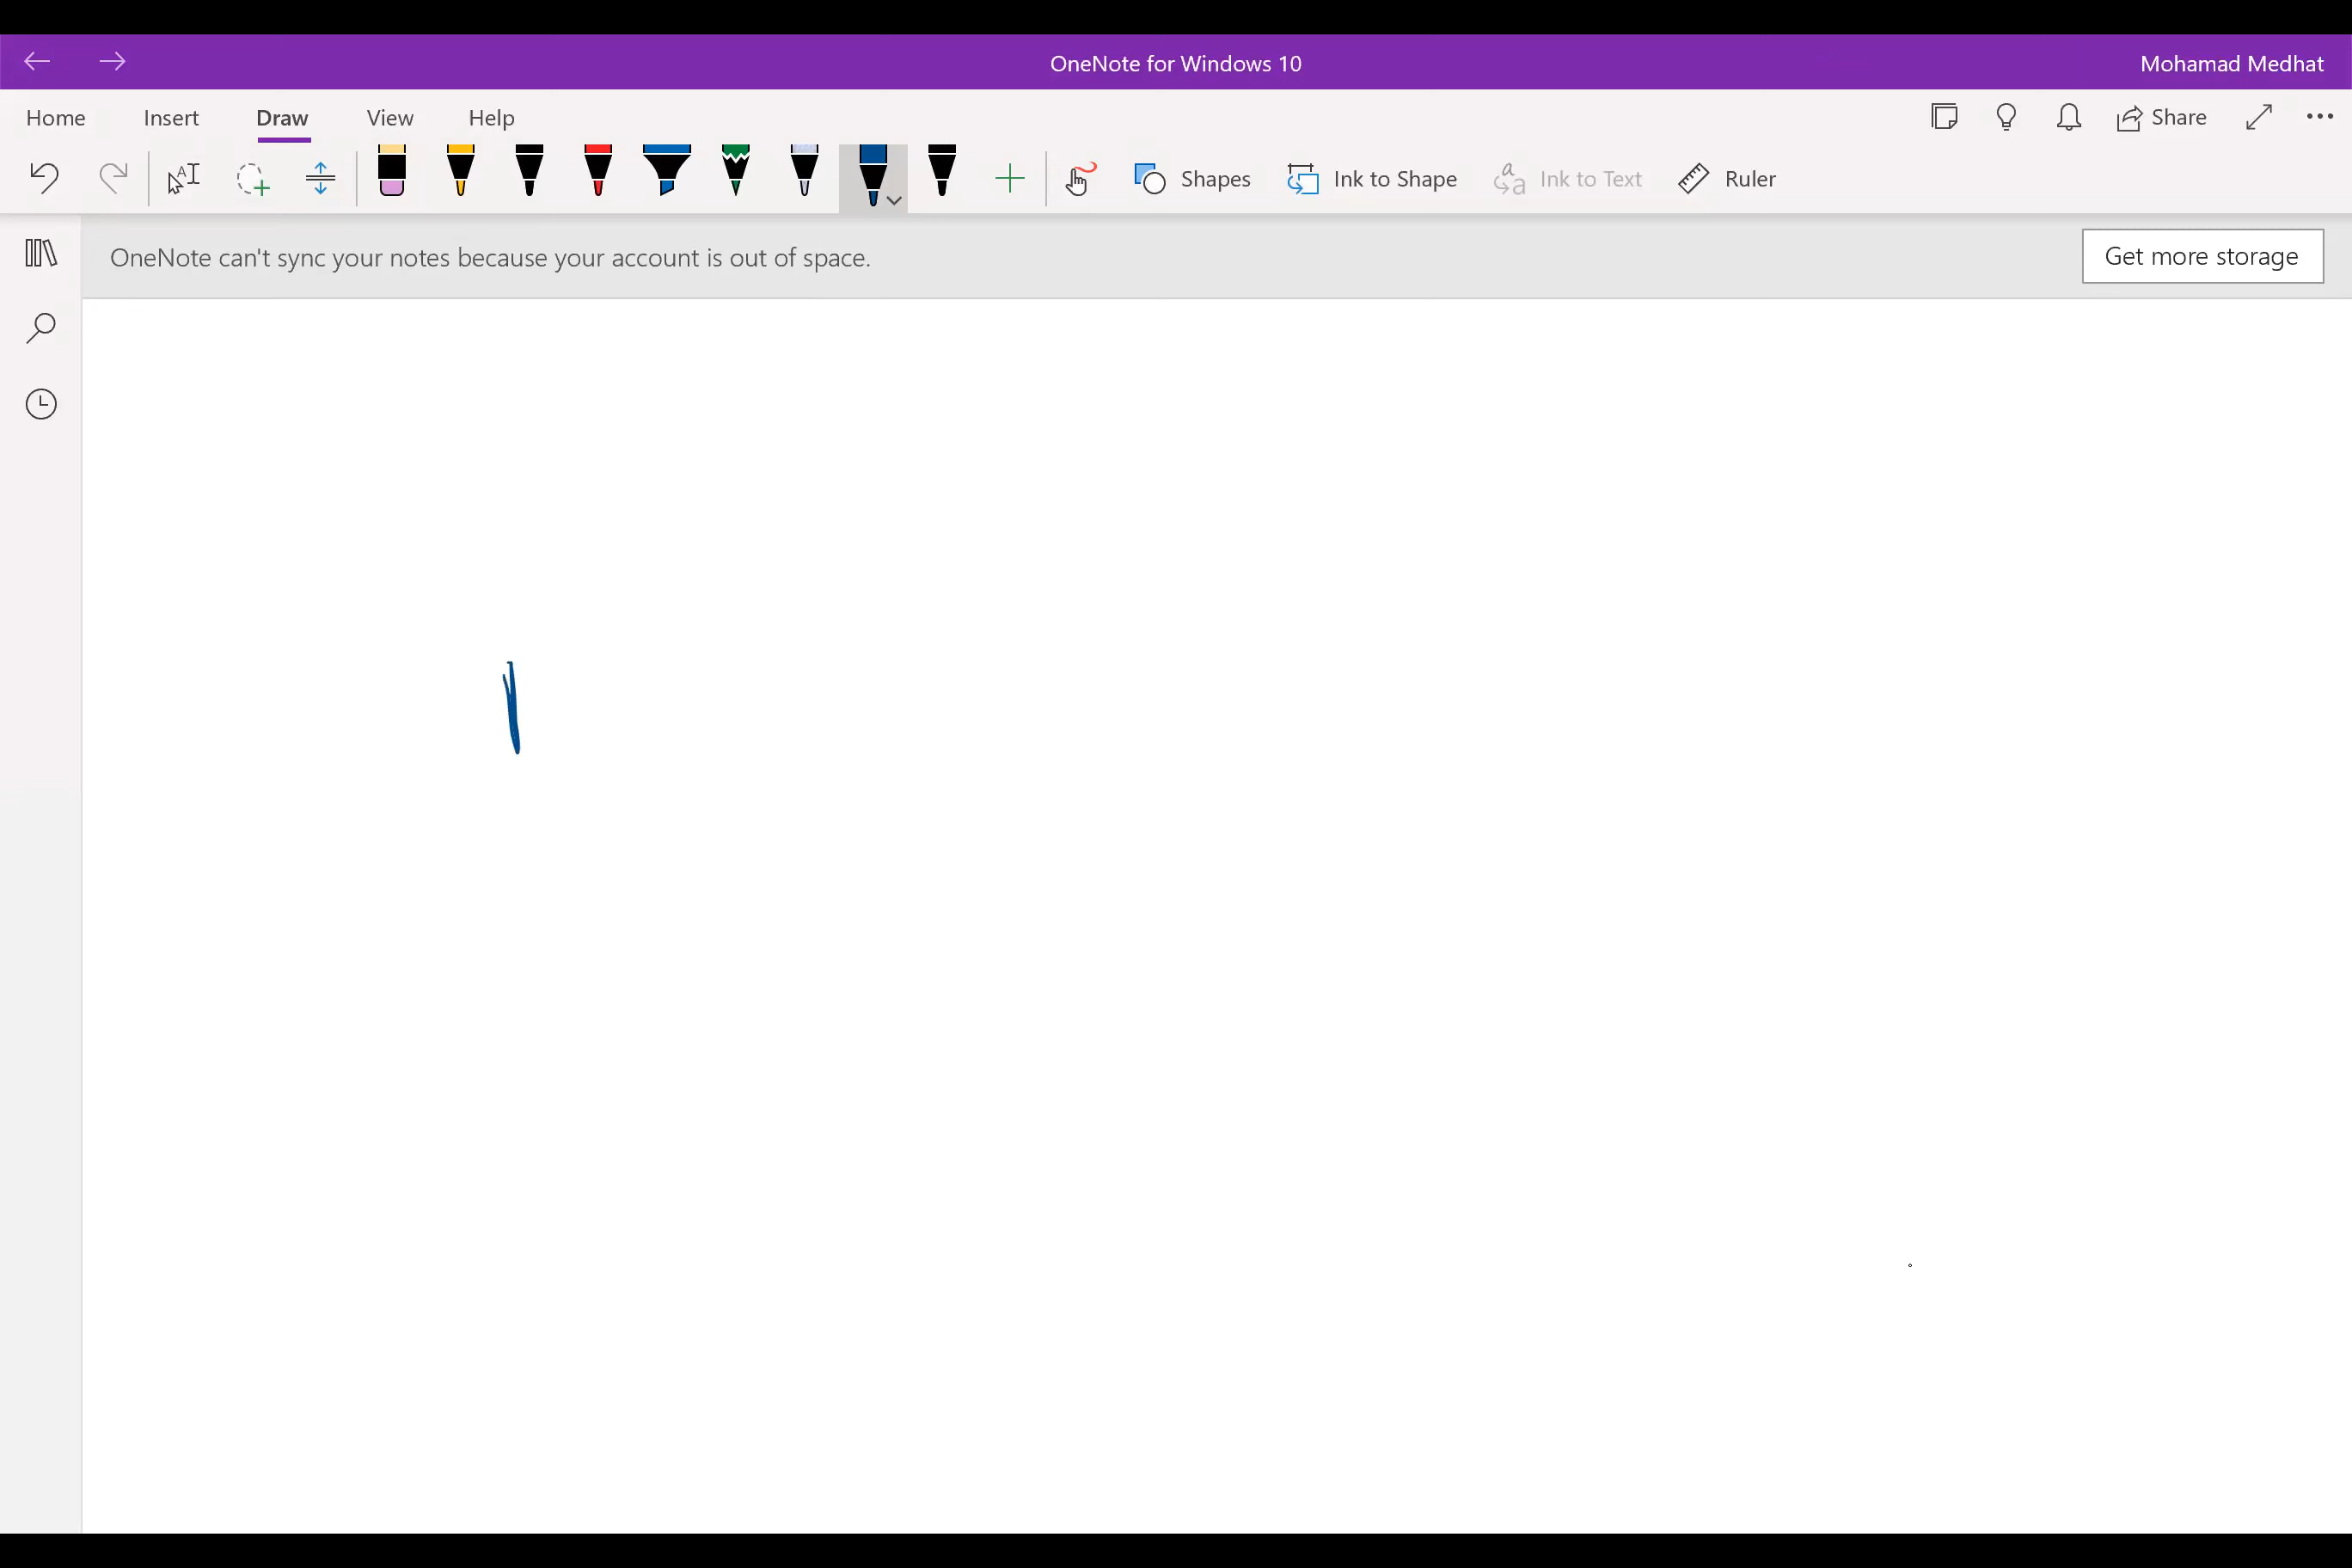 OneNote for Windows 10
Mohamad Medhat
Home Insert Draw View Help
Share
Shapes Ink to Shape Ink to Text Ruler
OneNote can't sync your notes because your account is out of space.
Get more storage